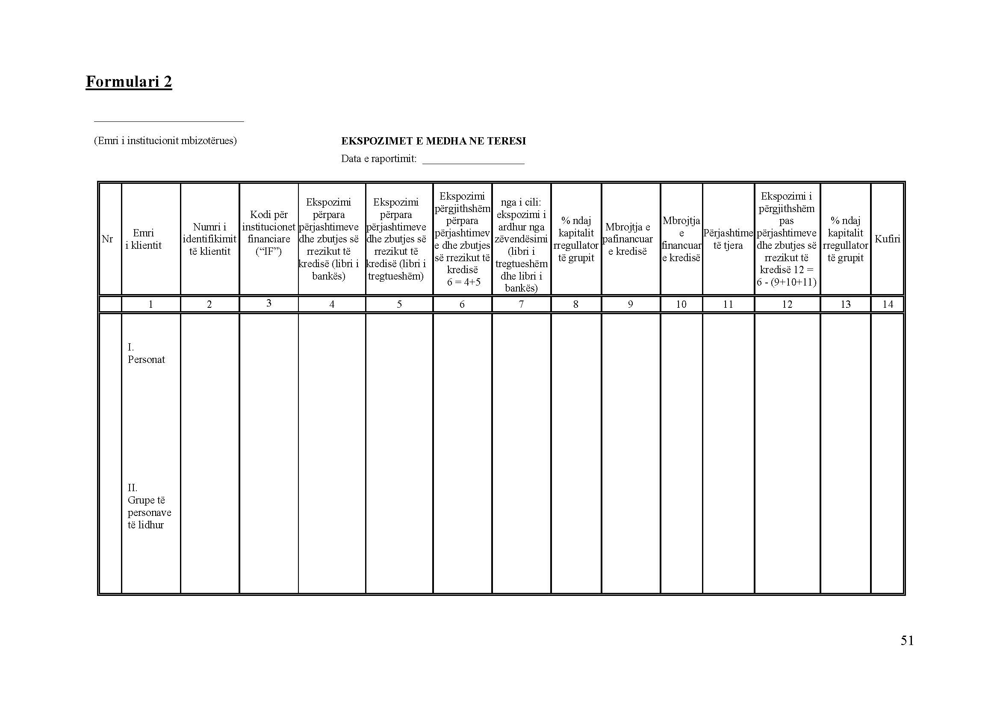 Formulari 2
____________________________
(Emri i institucionit mbizotërues)
EKSPOZIMET E MEDHA NE TERESI
Data e raportimit: ___________________
Nr
Emri
i klientit
Numri i
identifikimit
të klientit
Kodi për
institucionet
financiare
(“IF”)
Ekspozimi
përpara
përjashtimeve
dhe zbutjes së
rrezikut të
kredisë (libri i
bankës)
Ekspozimi
përpara
përjashtimeve
dhe zbutjes së
rrezikut të
kredisë (libri i
tregtueshëm)
Ekspozimi
përgjithshëm
përpara
përjashtimev
e dhe zbutjes
së rrezikut të
kredisë
6 = 4+5
nga i cili:
ekspozimi i
ardhur nga
zëvendësimi
(libri i
tregtueshëm
dhe libri i
bankës)
% ndaj
kapitalit
rregullator
të grupit
Mbrojtja e
pafinancuar
e kredisë
Mbrojtja
e
financuar
e kredisë
Përjashtime
të tjera
Ekspozimi i
përgjithshëm
pas
përjashtimeve
dhe zbutjes së
rrezikut të
kredisë 12 =
6 - (9+10+11)
% ndaj
kapitalit
rregullator
të grupit
Kufiri
1 2 3 4 5 6 7 8 9 10 11 12 13 14
I.
Personat
II.
Grupe të
personave
të lidhur
51